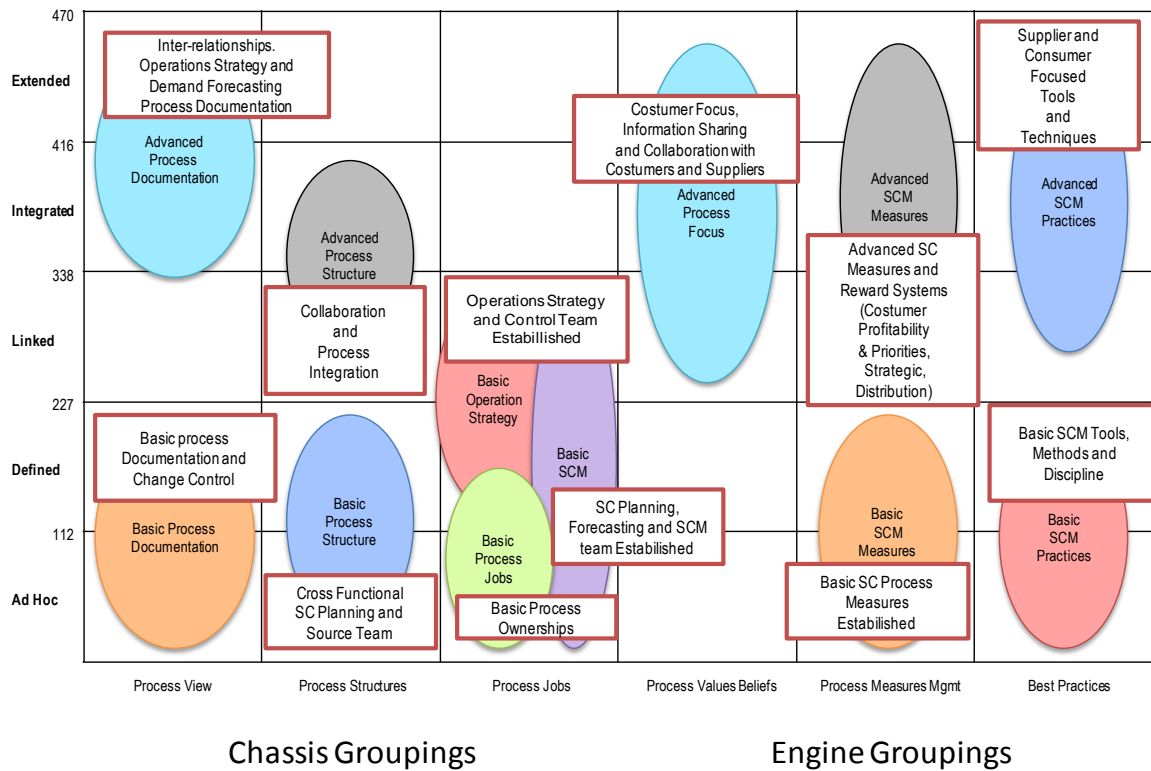 470
Extended
416
Integrated
338
Linked
227
Defined
112
Ad Hoc
Inter-relationships.
Operations Strategy and
Demand Forecasting
Process Documentation
Advanced
Process
Documentation
Basic process
Documentation and
Change Control
Basic Process
Documentation
Advanced
Process
Structure
Collaboration
and
Process
Integration
Basic
Process
Structure
Cross Functional
SC Planning and
Source Team
Operations Strategy
and Control Team
Estabillished
Basic
Operation
Strategy
Basic
SCM
SC Planning,
Forecasting and SCM
team Estabilished
Basic
Process
Jobs
Basic Process
Ownerships
Costumer Focus,
Information Sharing
and Collaboration with
Costumers and Suppliers
Advanced
Process
Focus
Advanced
SCM
Measures
Advanced SC
Measures and
Reward Systems
(Costumer
Profitability
& Priorities,
Strategic,
Distribution)
Basic
SCM
Measures
Basic SC Process
Measures
Established
Supplier and
Consumer
Focused
Tools
and
Techniques
Advanced
SCM
Practices
Basic SCM Tools,
Methods and
Discipline
Basic
SCM
Practices
Process View
Process Structures
Process Jobs
Process Values Beliefs
Process Measures Mgmt
Best Practices
Chassis Groupings
Engine Groupings